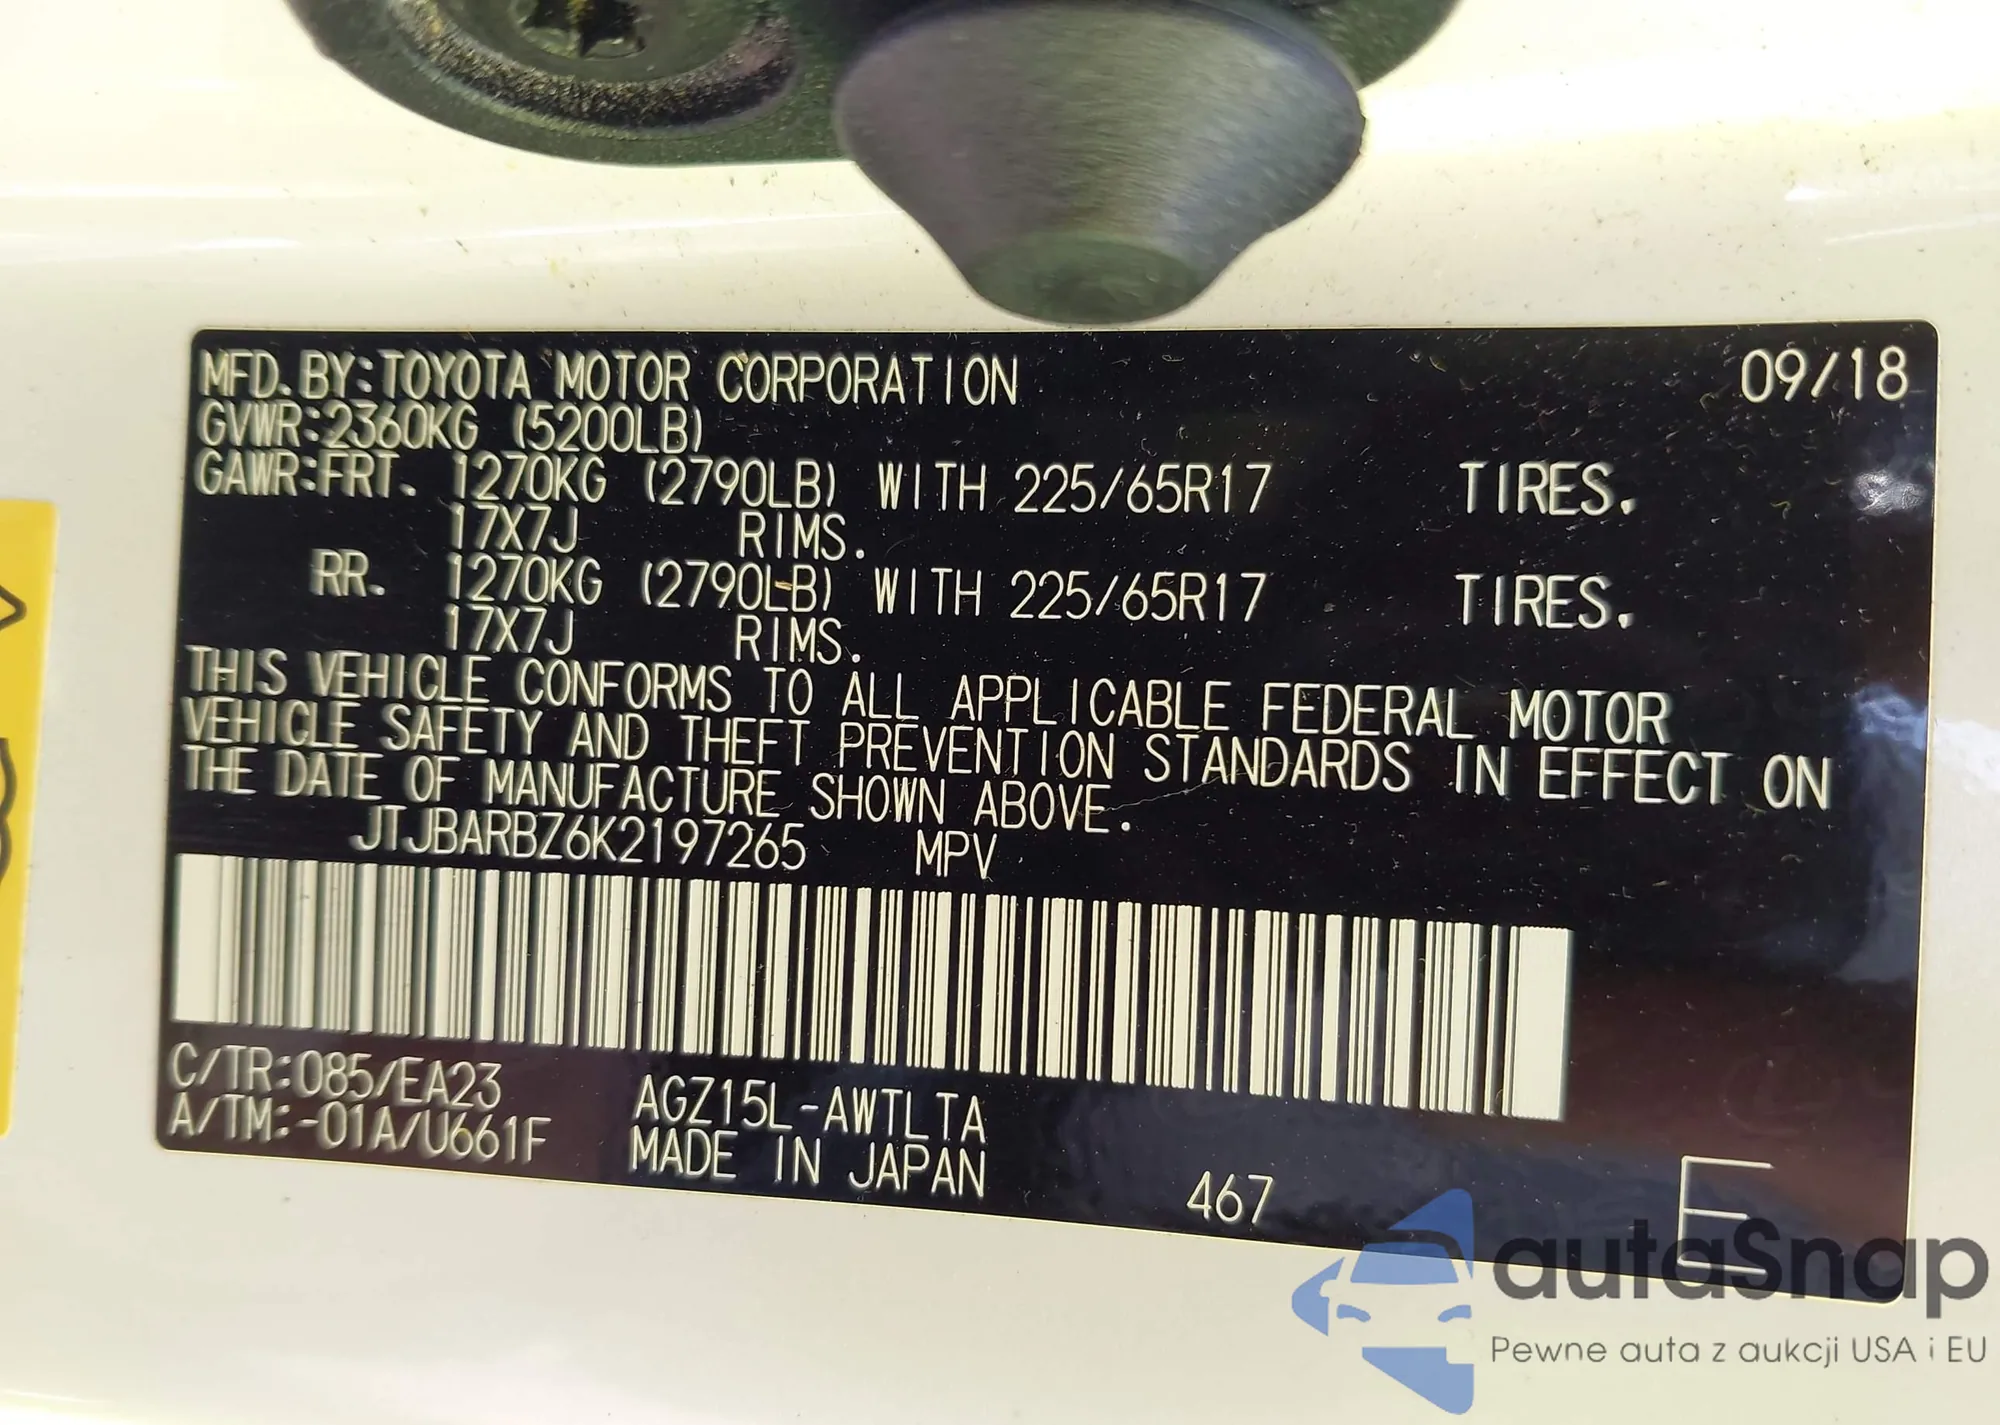 MFD.BY:TOYOTA MOTOR CORPORATION 09/18
GVWR:2360KG (5200LB)
GAWR:FRT. 1270KG (2790LB) WITH 225/65R17 TIRES.
17X7J RIMS.
RR. 1270KG (2790LB) WITH 225/65R17 TIRES.
17X7J RIMS.
THIS VEHICLE CONFORMS TO ALL APPLICABLE FEDERAL MOTOR
VEHICLE SAFETY AND THEFT PREVENTION STANDARDS IN EFFECT ON
THE DATE OF MANUFACTURE SHOWN ABOVE.
JTJBARBZ6K2197265 MPV
C/TR:085/EA23 AGZ15L-AWTLTA
A/TM:-01A/U661F MADE IN JAPAN 467 E
autaSnap
Pewne auta z aukcji USA i EU